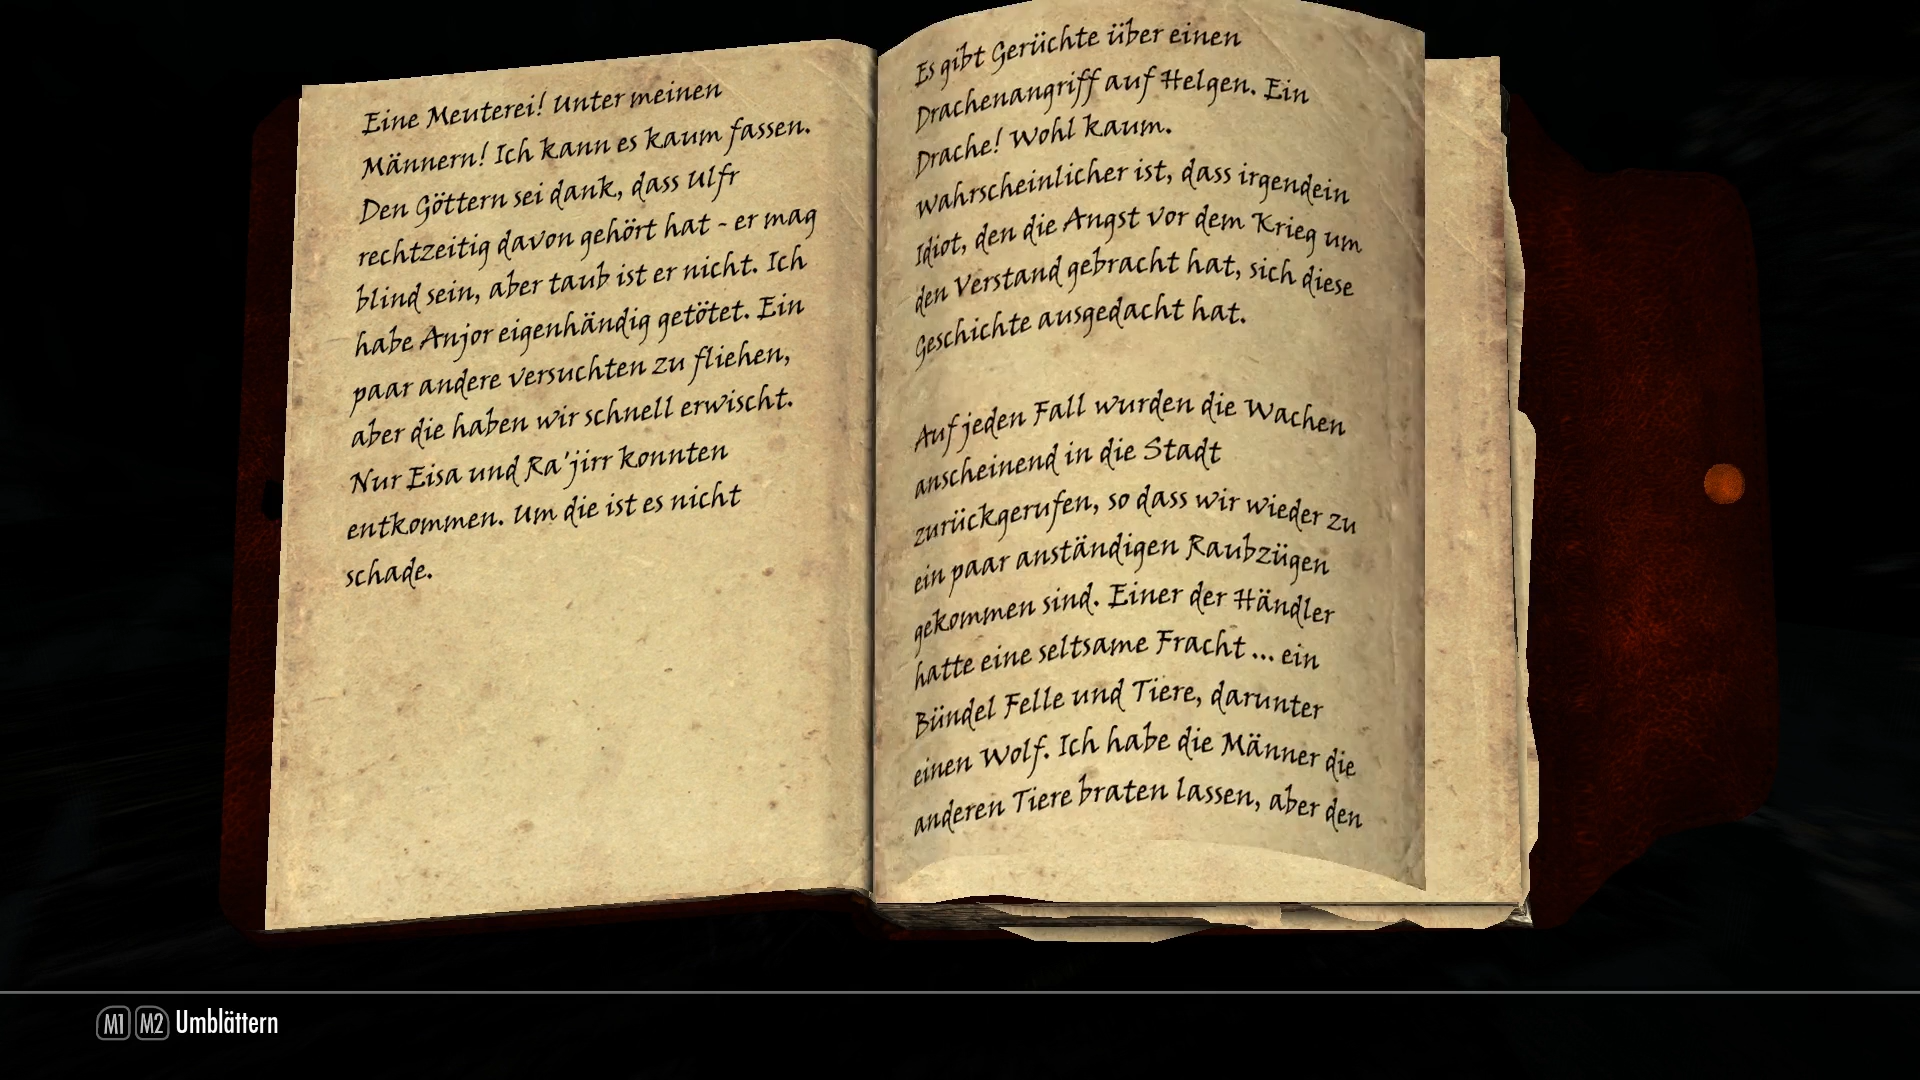 Eine Meuterei! Unter meinen
Männern! Ich kann es kaum fassen.
Den Göttern sei dank, dass Ulfr
rechtzeitig davon gehört hat - er mag
blind sein, aber taub ist er nicht. Ich
habe Anjor eigenhändig getötet. Ein
paar andere versuchten zu fliehen,
aber die haben wir schnell erwischt.
Nur Eisa und Ra'jirr konnten
entkommen. Um die ist es nicht
schade.
Es gibt Gerüchte über einen
Drachenangriff auf Helgen. Ein
Drache! Wohl kaum.
Wahrscheinlicher ist, dass irgendein
Idiot, den die Angst vor dem Krieg um
den Verstand gebracht hat, sich diese
Geschichte ausgedacht hat.
Auf jeden Fall wurden die Wachen
anscheinend in die Stadt
zurückgerufen, so dass wir wieder zu
ein paar anständigen Raubzügen
gekommen sind. Einer der Händler
hatte eine seltsame Fracht ... ein
Bündel Felle und Tiere, darunter
einen Wolf. Ich habe die Männer die
anderen Tiere braten lassen, aber den
M1 M2 Umblättern